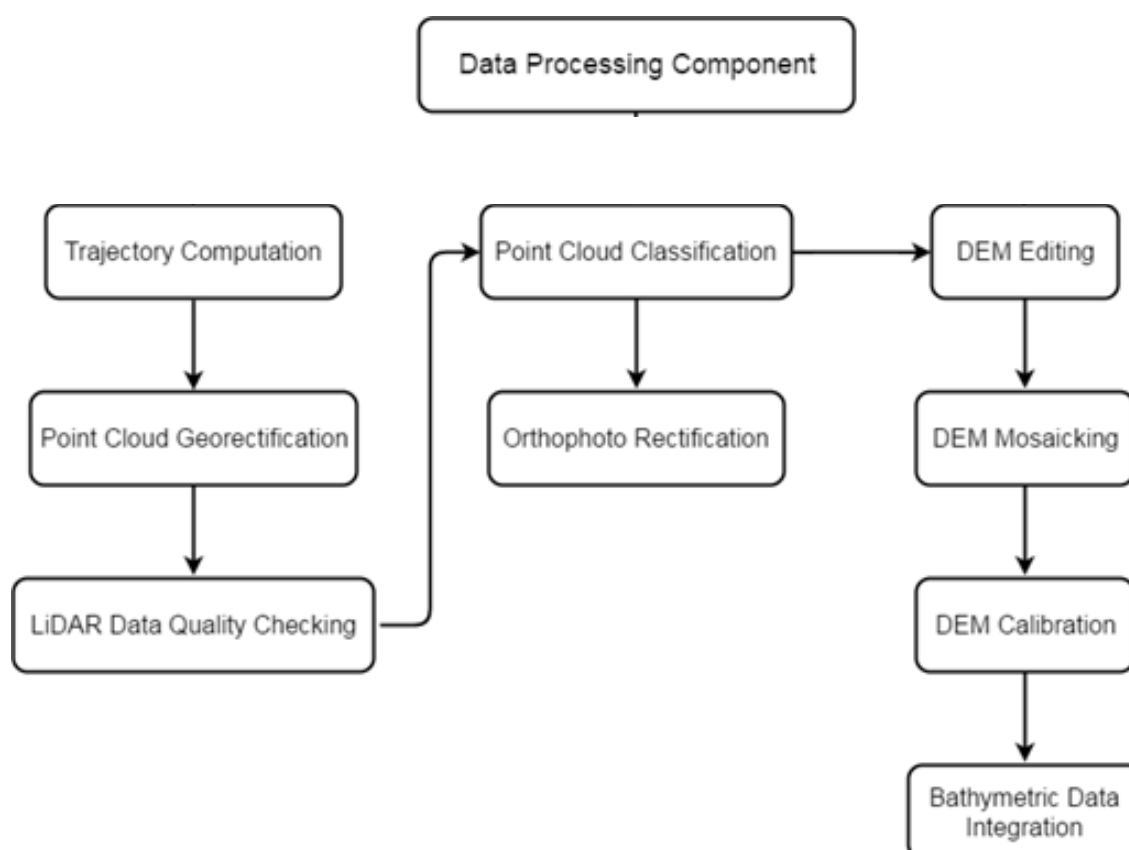 Data Processing Component
Trajectory Computation
Point Cloud Georectification
LiDAR Data Quality Checking
Point Cloud Classification
Orthophoto Rectification
DEM Editing
DEM Mosaicking
DEM Calibration
Bathymetric Data
Integration